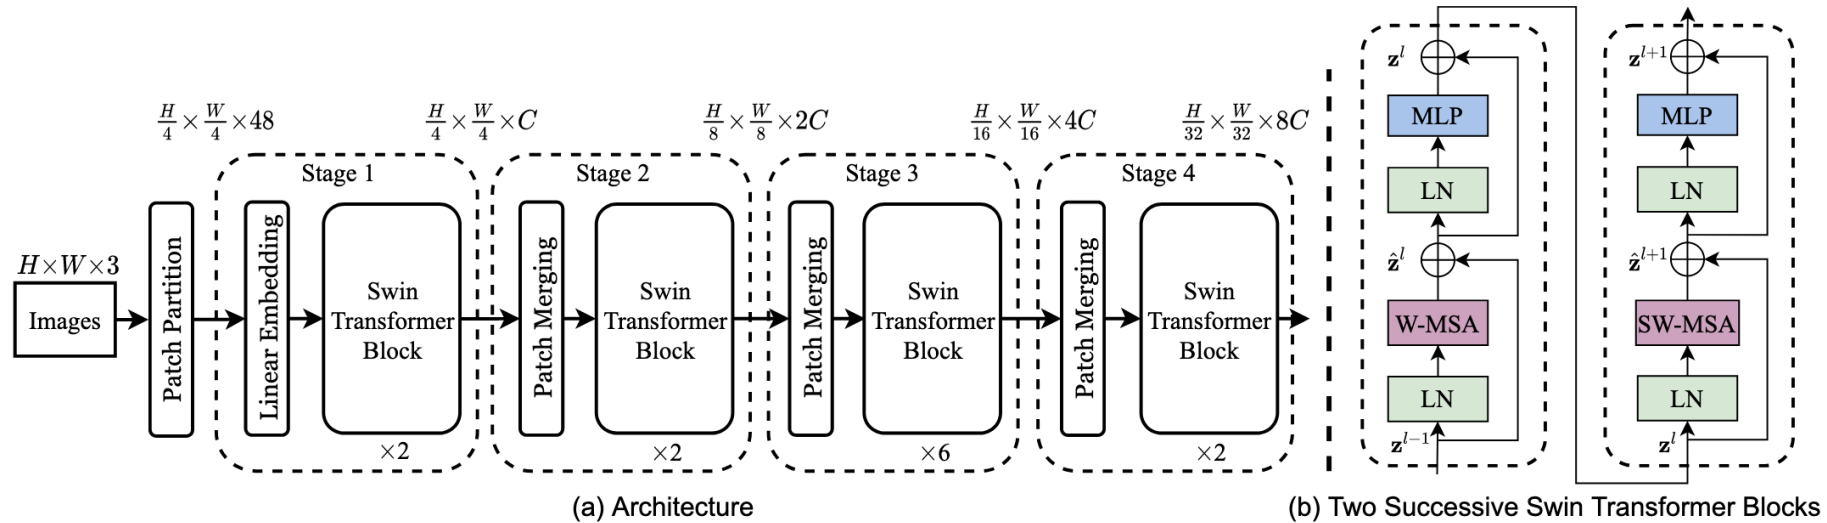 H×W×3
Images
H/4 × W/4 × 48
Patch Partition
H/4 × W/4 × C
Stage 1
Linear Embedding
Swin
Transformer
Block
×2
H/8 × W/8 × 2C
Stage 2
Patch Merging
Swin
Transformer
Block
×2
H/16 × W/16 × 4C
Stage 3
Patch Merging
Swin
Transformer
Block
×6
H/32 × W/32 × 8C
Stage 4
Patch Merging
Swin
Transformer
Block
×2
(a) Architecture
z^l
MLP
LN
ẑ^l
W-MSA
LN
z^{l-1}
z^{l+1}
MLP
LN
ẑ^{l+1}
SW-MSA
LN
z^l
(b) Two Successive Swin Transformer Blocks